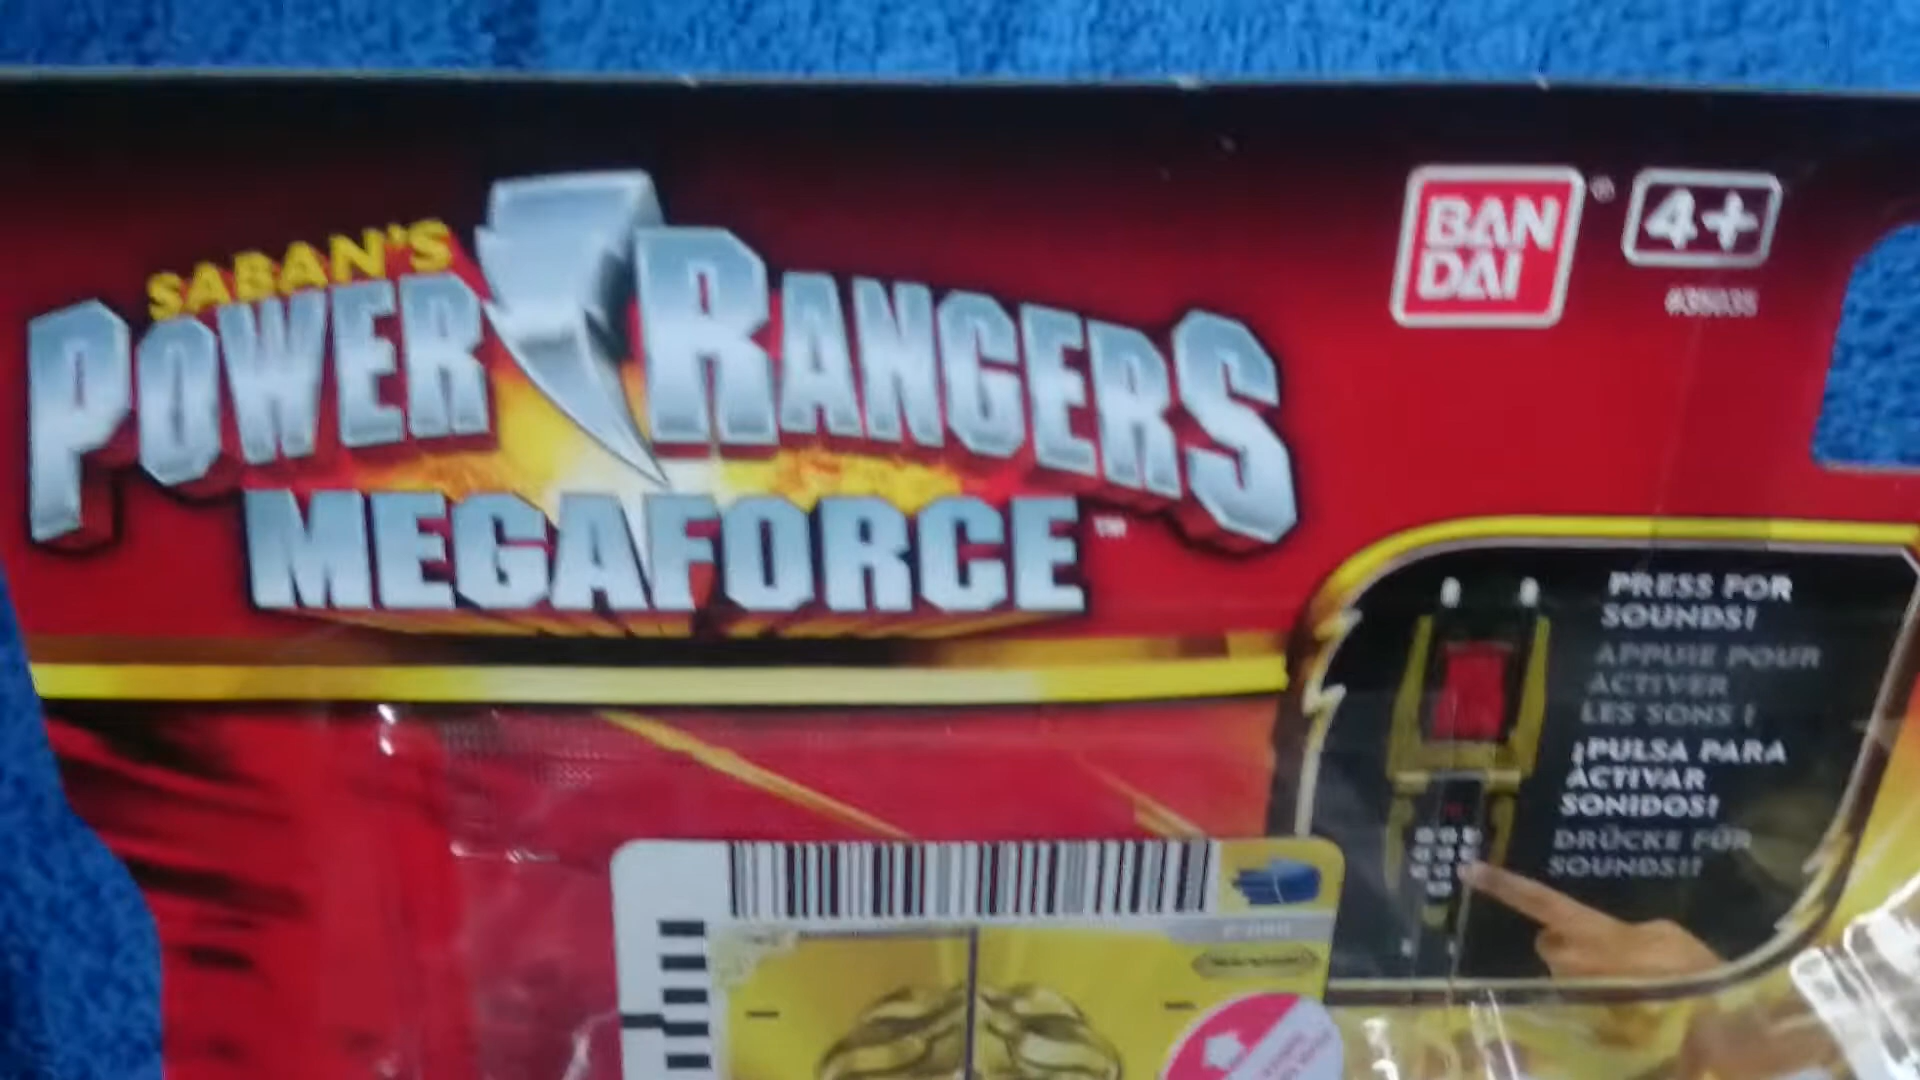 SABAN'S
POWER RANGERS
MEGAFORCE™
BAN
DAI
®
4+
PRESS FOR
SOUNDS!
APPUIE POUR
ACTIVER
LES SONS !
¡PULSA PARA
ACTIVAR
SONIDOS!
DRÜCKE FÜR
SOUNDS!!